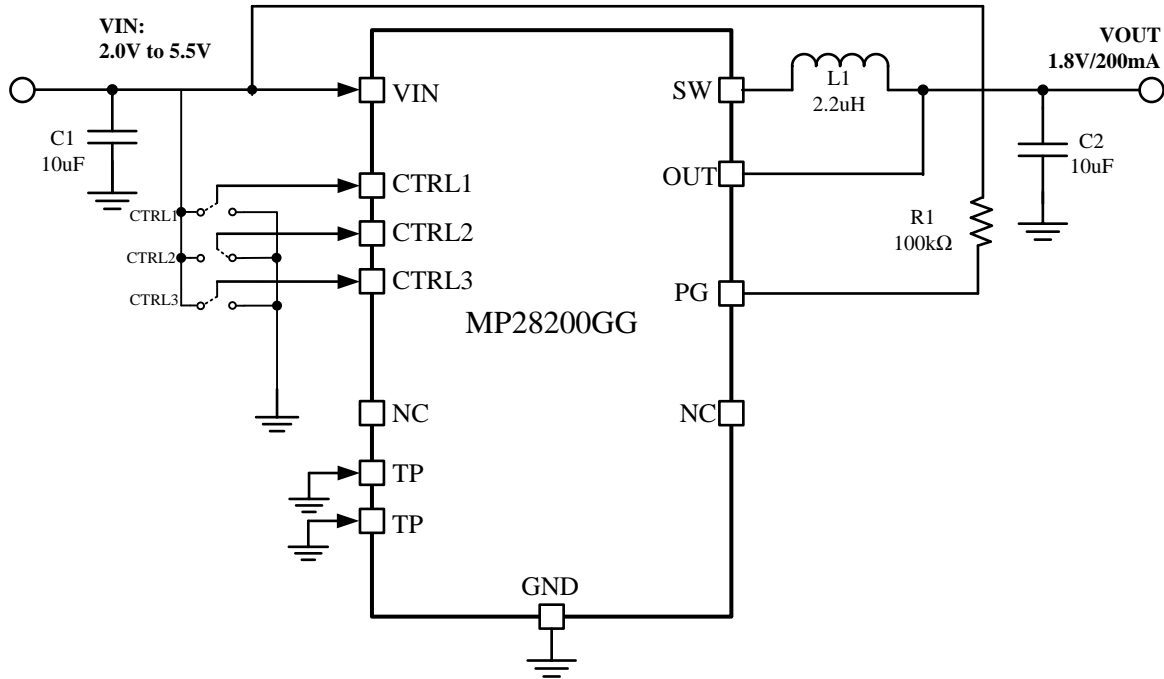 VIN:
2.0V to 5.5V
VOUT
1.8V/200mA
VIN
SW
L1
2.2uH
C1
10uF
C2
10uF
CTRL1
OUT
CTRL1
CTRL2
R1
100kΩ
CTRL2
CTRL3
PG
CTRL3
MP28200GG
NC
NC
TP
TP
GND